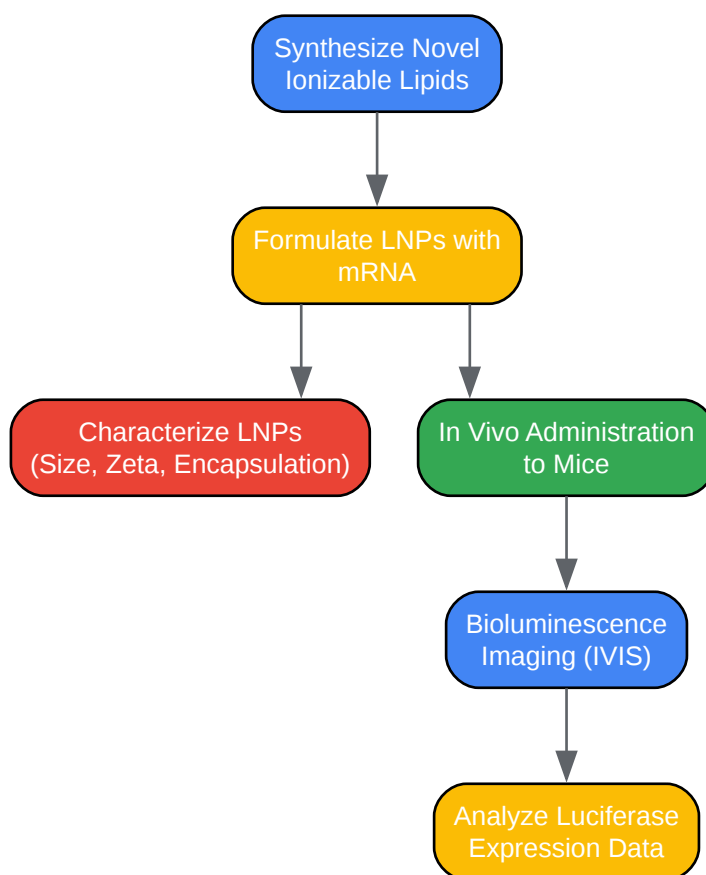 Synthesize Novel
Ionizable Lipids
Formulate LNPs with
mRNA
Characterize LNPs
(Size, Zeta, Encapsulation)
In Vivo Administration
to Mice
Bioluminescence
Imaging (IVIS)
Analyze Luciferase
Expression Data